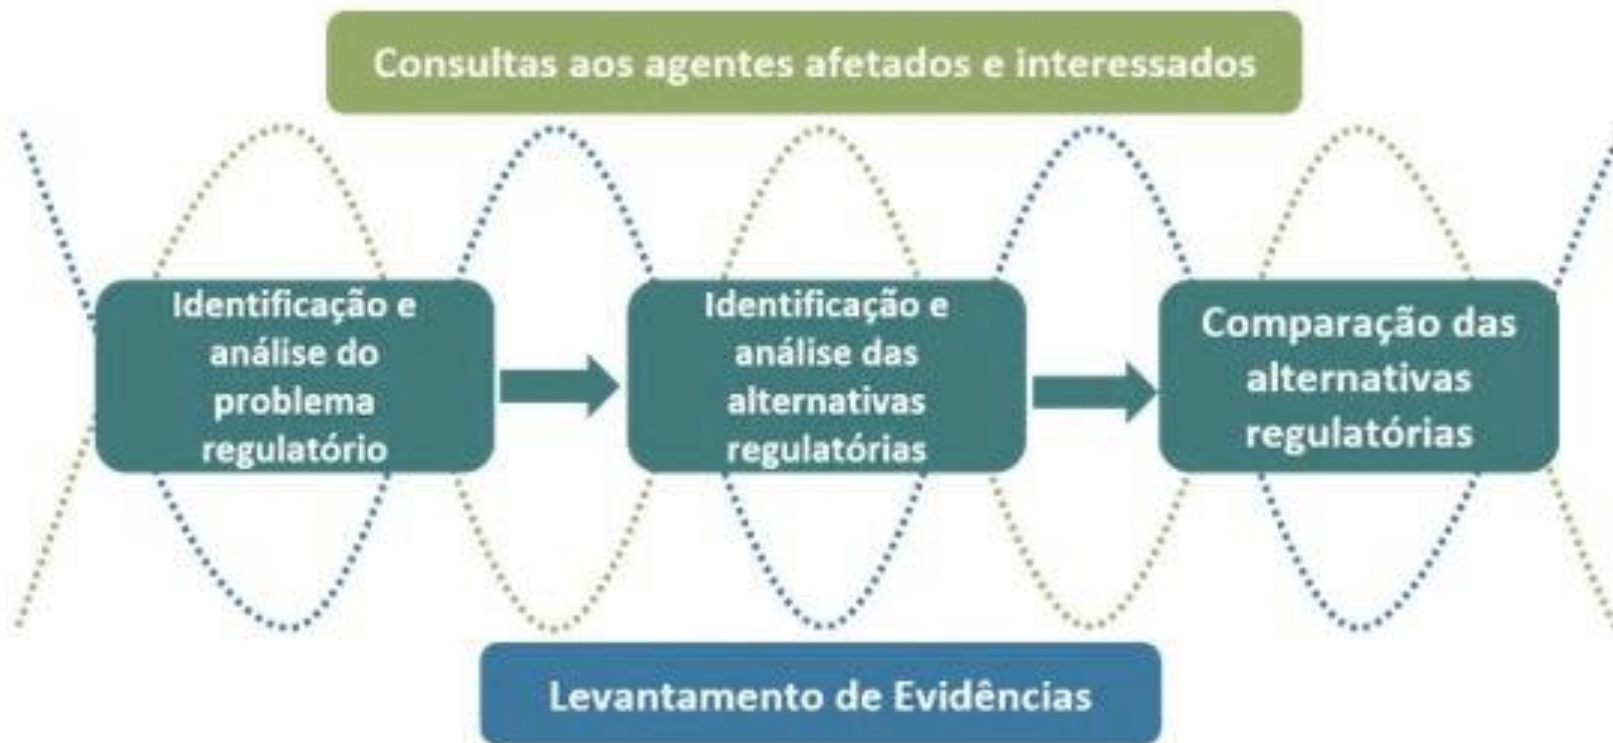 Consultas aos agentes afetados e interessados
Identificação e
análise do
problema
regulatório
Identificação e
análise das
alternativas
regulatórias
Comparação das
alternativas
regulatórias
Levantamento de Evidências